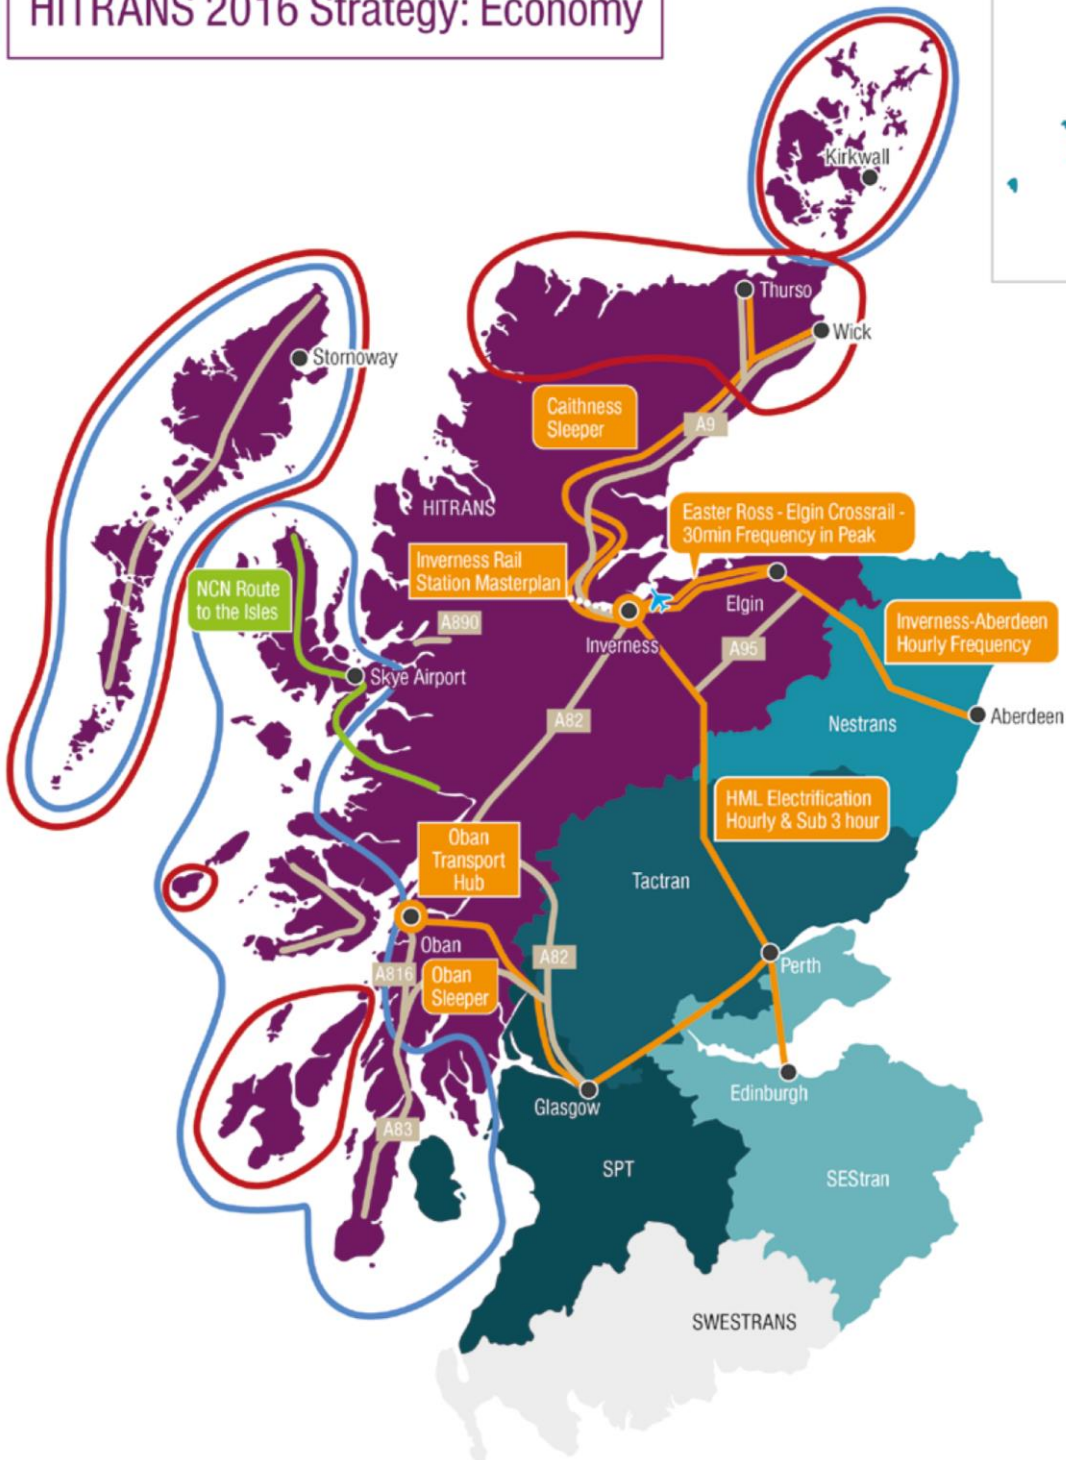 HITRANS 2016 Strategy: Economy
Kirkwall
Thurso
Wick
Stornoway
Caithness
Sleeper
A9
HITRANS
Easter Ross - Elgin Crossrail -
30min Frequency in Peak
Inverness Rail
Station Masterplan
NCN Route
to the Isles
Elgin
Inverness-Aberdeen
Hourly Frequency
A890
Inverness
A95
Skye Airport
A82
Nestrans
Aberdeen
HML Electrification
Hourly & Sub 3 hour
Oban
Transport
Hub
Tactran
Oban
A82
Perth
A816
Oban
Sleeper
Edinburgh
Glasgow
A83
SPT
SEStran
SWESTRANS